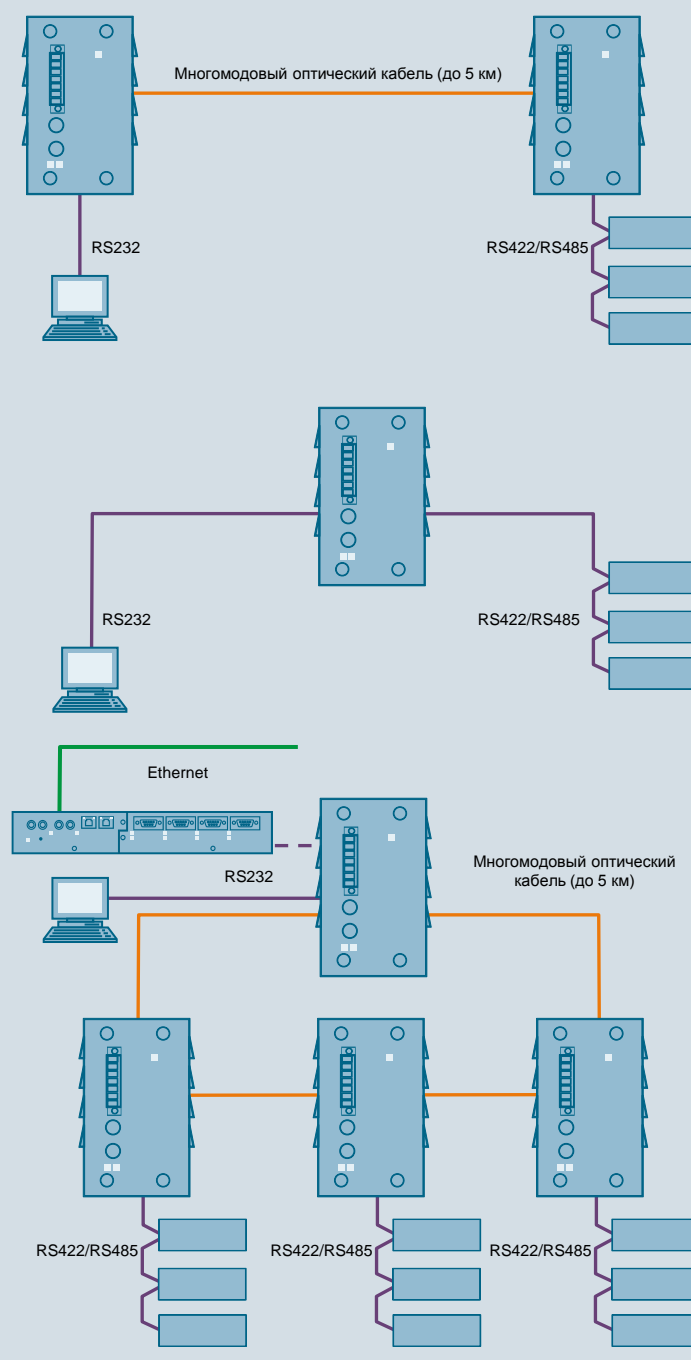 Многомодовый оптический кабель (до 5 км)
RS232
RS422/RS485
RS232
RS422/RS485
Ethernet
RS232
Многомодовый оптический
кабель (до 5 км)
RS422/RS485
RS422/RS485
RS422/RS485